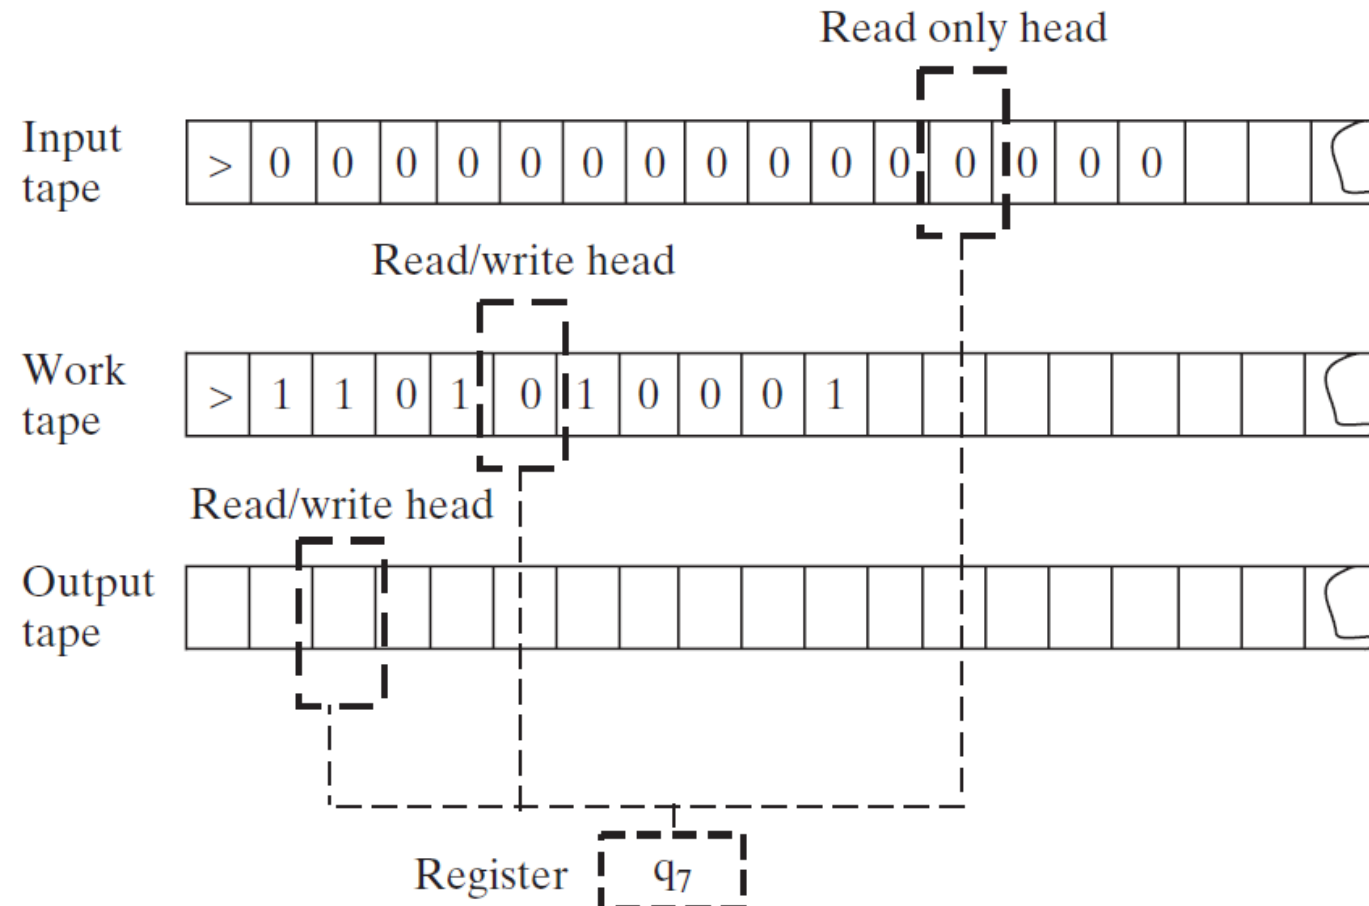 Read only head
Input
tape
> 0 0 0 0 0 0 0 0 0 0 0 0 0 0 0
Read/write head
Work
tape
> 1 1 0 1 0 1 0 0 0 1
Read/write head
Output
tape
Register q₇